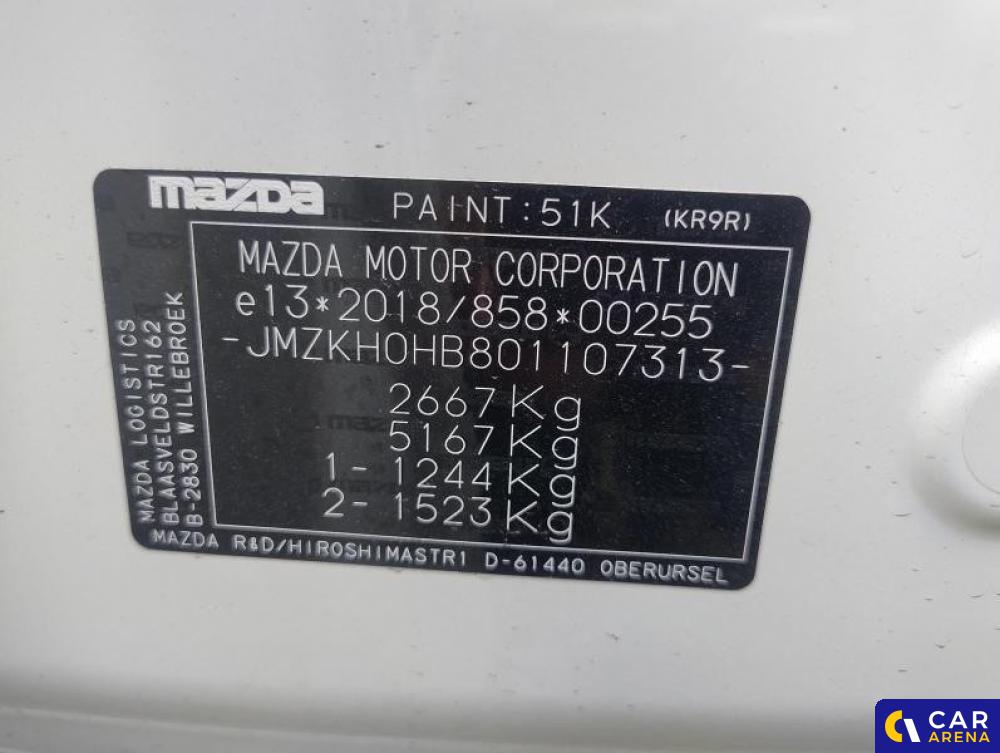 mazda PAINT:51K (KR9R)
MAZDA MOTOR CORPORATION
e13*2018/858*00255
-JMZKH0HB801107313-
2667Kg
5167Kg
1- 1244Kg
2- 1523Kg
MAZDA LOGISTICS
BLAASVELDSTR162
B-2830 WILLEBROEK
MAZDA R&D/HIROSHIMASTR1 D-61440 OBERURSEL
CAR
ARENA